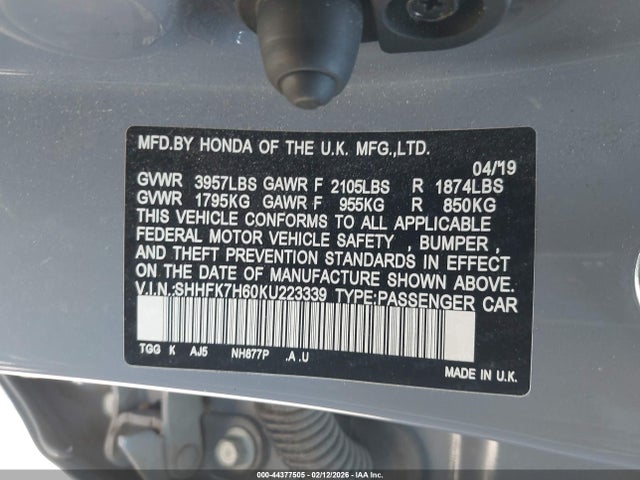 MFD.BY HONDA OF THE U.K. MFG.,LTD.
04/19
GVWR 3957LBS GAWR F 2105LBS R 1874LBS
GVWR 1795KG GAWR F 955KG R 850KG
THIS VEHICLE CONFORMS TO ALL APPLICABLE
FEDERAL MOTOR VEHICLE SAFETY , BUMPER ,
AND THEFT PREVENTION STANDARDS IN EFFECT
ON THE DATE OF MANUFACTURE SHOWN ABOVE.
V.I.N.:SHHFK7H60KU223339 TYPE:PASSENGER CAR
TGG K AJ5 NH877P .A .U
MADE IN U.K.
000-44377505 - 02/12/2026 - IAAI.com